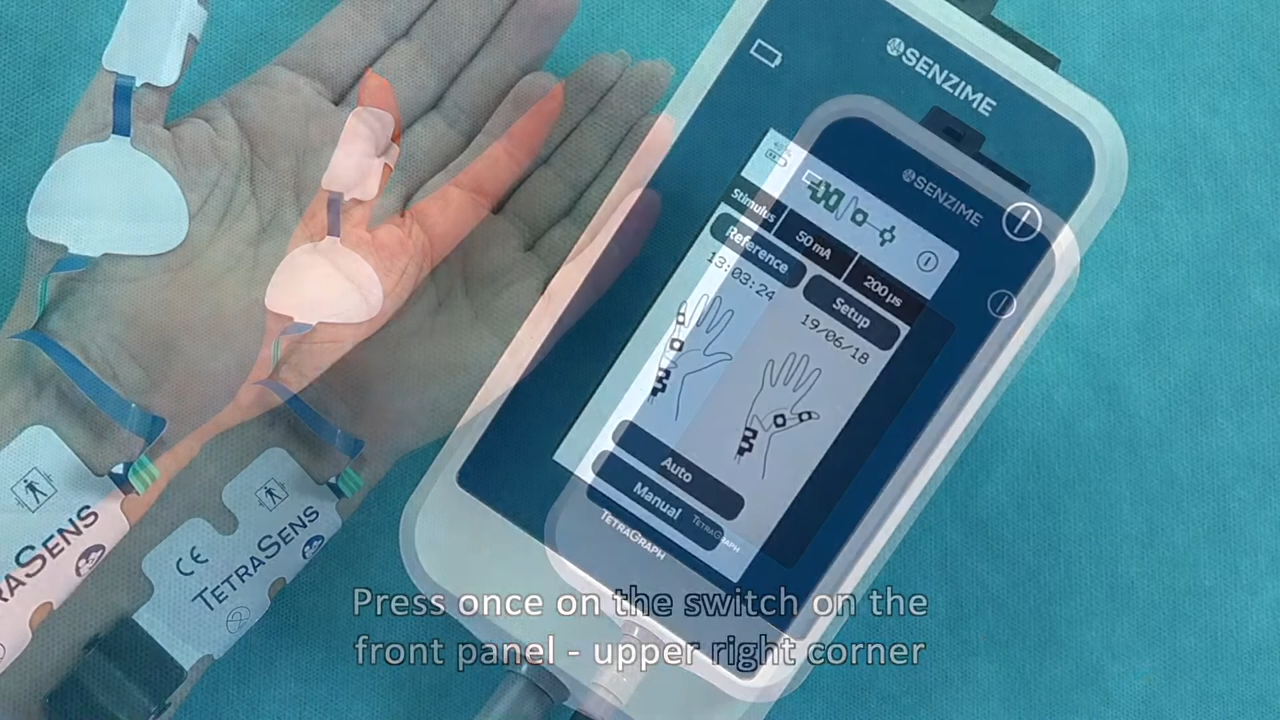 SENZIME
SENZIME
Stimulus
50 mA
200 µs
Reference
Setup
13:03:24
19/06/18
Auto
Manual
TETRAGRAPH
TETRAGRAPH
RASENS
CE
TETRASENS
Press once on the switch on the
front panel - upper right corner